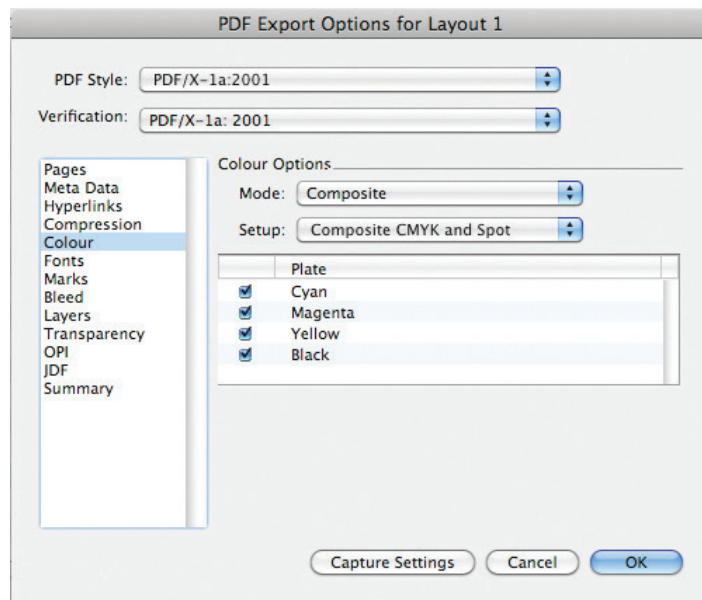 PDF Export Options for Layout 1
PDF Style: PDF/X-1a:2001
Verification: PDF/X-1a: 2001
Pages
Meta Data
Hyperlinks
Compression
Colour
Fonts
Marks
Bleed
Layers
Transparency
OPI
JDF
Summary
Colour Options
Mode: Composite
Setup: Composite CMYK and Spot
Plate
Cyan
Magenta
Yellow
Black
Capture Settings Cancel OK